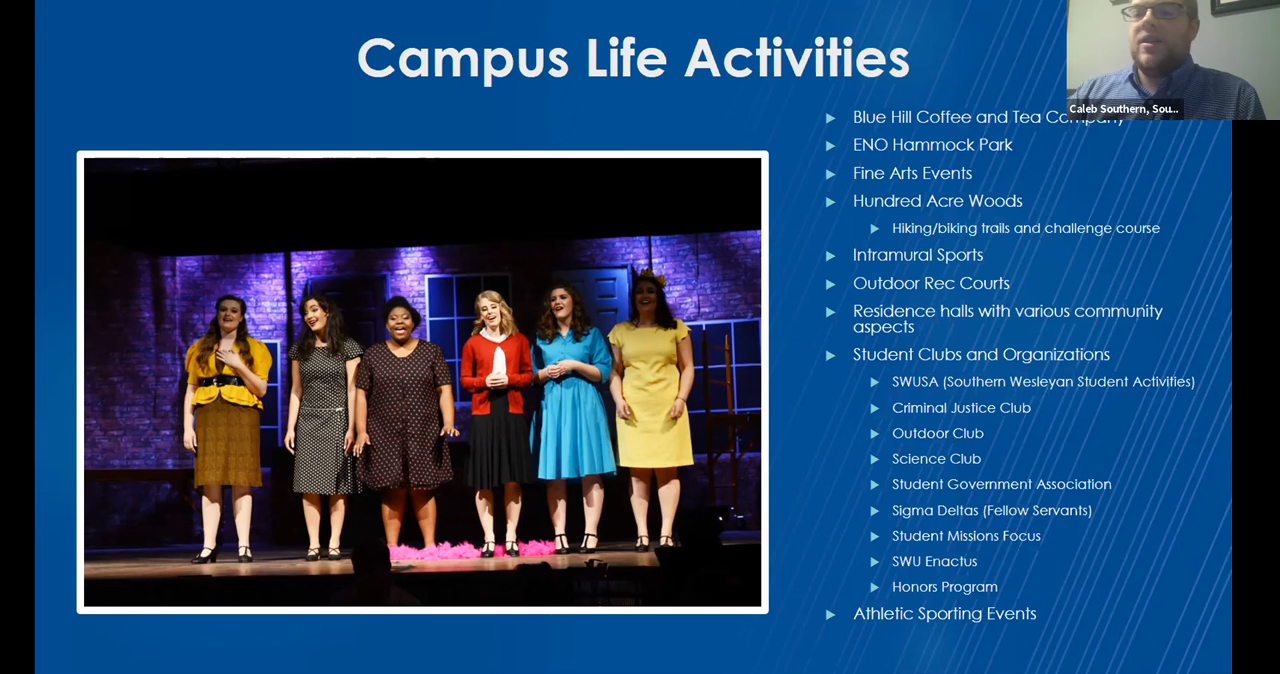 Campus Life Activities
Caleb Southern, Sou...
Blue Hill Coffee and Tea Company
ENO Hammock Park
Fine Arts Events
Hundred Acre Woods
Hiking/biking trails and challenge course
Intramural Sports
Outdoor Rec Courts
Residence halls with various community
aspects
Student Clubs and Organizations
SWUSA (Southern Wesleyan Student Activities)
Criminal Justice Club
Outdoor Club
Science Club
Student Government Association
Sigma Deltas (Fellow Servants)
Student Missions Focus
SWU Enactus
Honors Program
Athletic Sporting Events